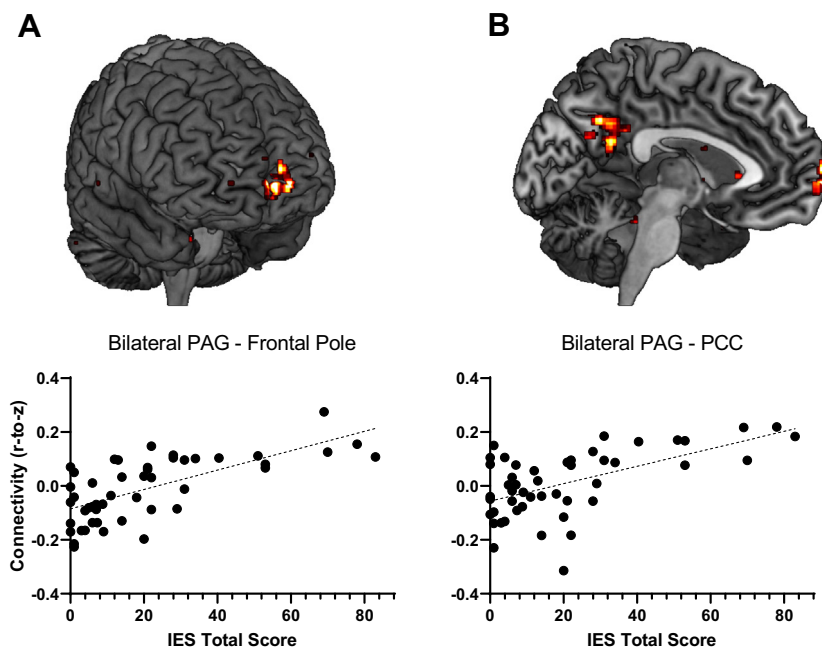 A
B
Bilateral PAG - Frontal Pole
Bilateral PAG - PCC
Connectivity (r-to-z)
0.4
0.2
0.0
-0.2
-0.4
0
20
40
60
80
IES Total Score
0.4
0.2
0.0
-0.2
-0.4
0
20
40
60
80
IES Total Score